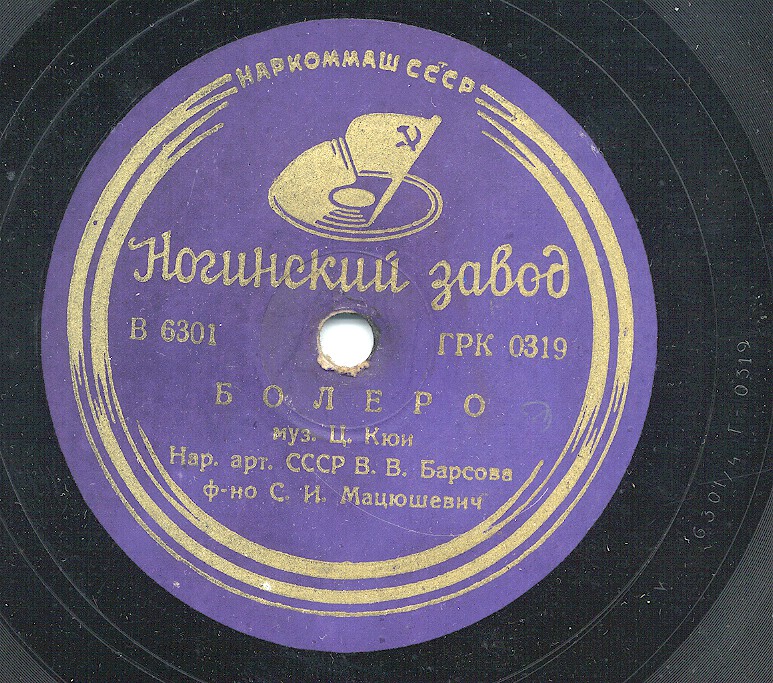 НАРКОММАШ СССР
Ногинский завод
В 6301
ГРК 0319
БОЛЕРО
муз. Ц. Кюи
Нар. арт. СССР В. В. Барсова
ф-но С. И. Мацюшевич
6301/4 Г-0319